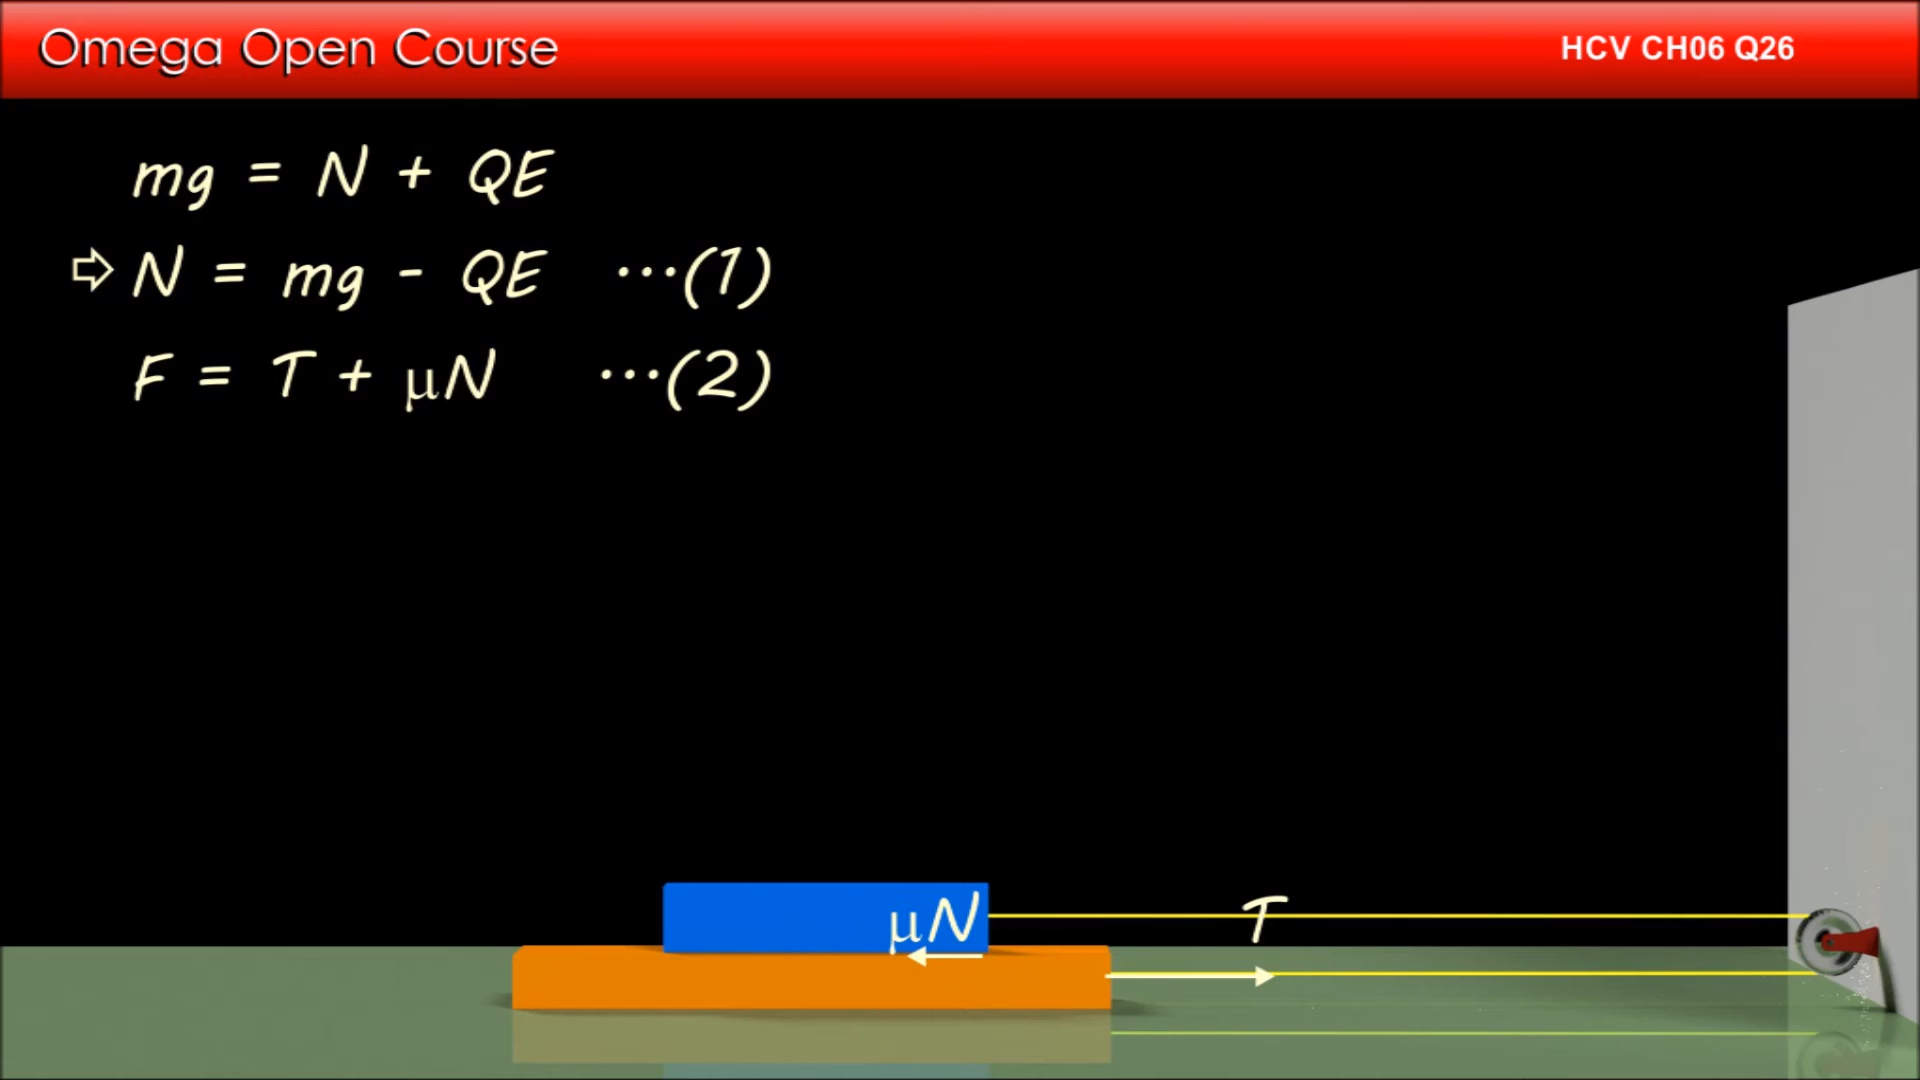 Omega Open Course
HCV CH06 Q26
mg = N + QE
⇨ N = mg - QE ...(1)
F = T + μN ...(2)
μN
T